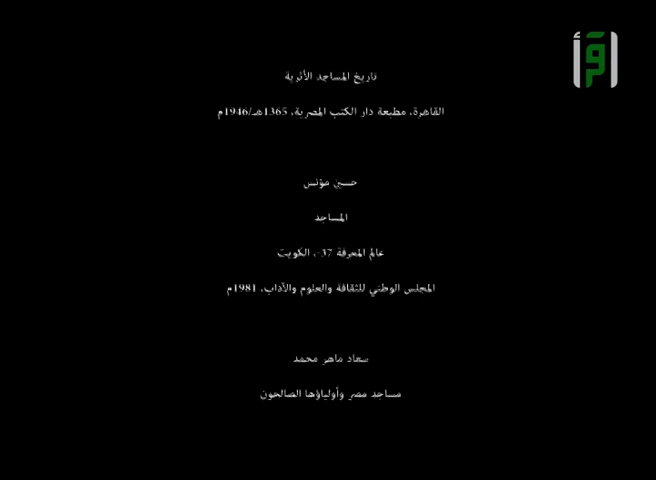 اقرأ
تاريخ المساجد الأثرية
القاهرة، مطبعة دار الكتب المصرية، 1365هـ/1946م
حسين مؤنس
المساجد
عالم المعرفة 37-، الكويت
المجلس الوطني للثقافة والعلوم والآداب، 1981م
سعاد ماهر محمد
مساجد مصر وأولياؤها الصالحون